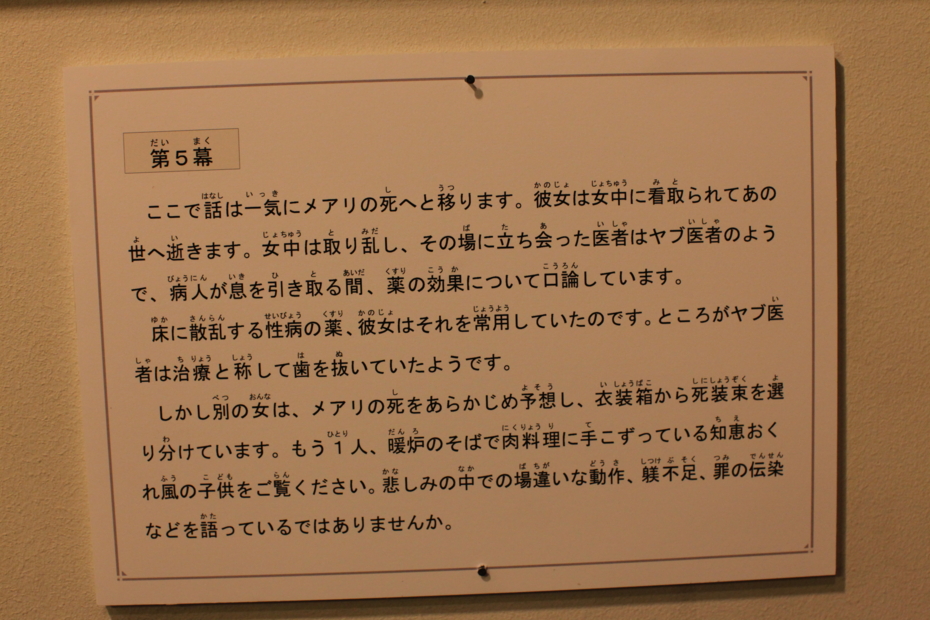 第5幕
ここで話は一気にメアリの死へと移ります。彼女は女中に看取られてあの
世へ逝きます。女中は取り乱し、その場に立ち会った医者はヤブ医者のよう
で、病人が息を引き取る間、薬の効果について口論しています。
床に散乱する性病の薬、彼女はそれを常用していたのです。ところがヤブ医
者は治療と称して歯を抜いていたようです。
しかし別の女は、メアリの死をあらかじめ予想し、衣装箱から死装束を選
り分けています。もう1人、暖炉のそばで肉料理に手こずっている知恵おく
れ風の子供をご覧ください。悲しみの中での場違いな動作、躾不足、罪の伝染
などを語っているではありませんか。